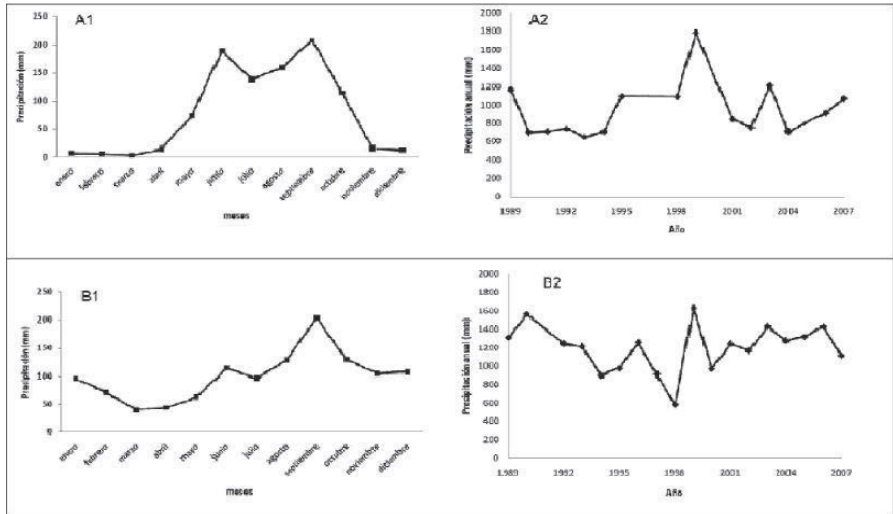 A1
250
200
150
100
50
0
Precipitación (mm)
enero
febrero
marzo
abril
mayo
junio
julio
agosto
septiembre
octubre
noviembre
diciembre
meses
A2
2000
1800
1600
1400
1200
1000
800
600
400
200
0
Precipitación anual (mm)
1989 1992 1995 1998 2001 2004 2007
Año
B1
250
200
150
100
50
0
Precipitación (mm)
enero
febrero
marzo
abril
mayo
junio
julio
agosto
septiembre
octubre
noviembre
diciembre
meses
B2
2000
1800
1600
1400
1200
1000
800
600
400
200
0
Precipitación anual (mm)
1989 1992 1995 1998 2001 2004 2007
Año